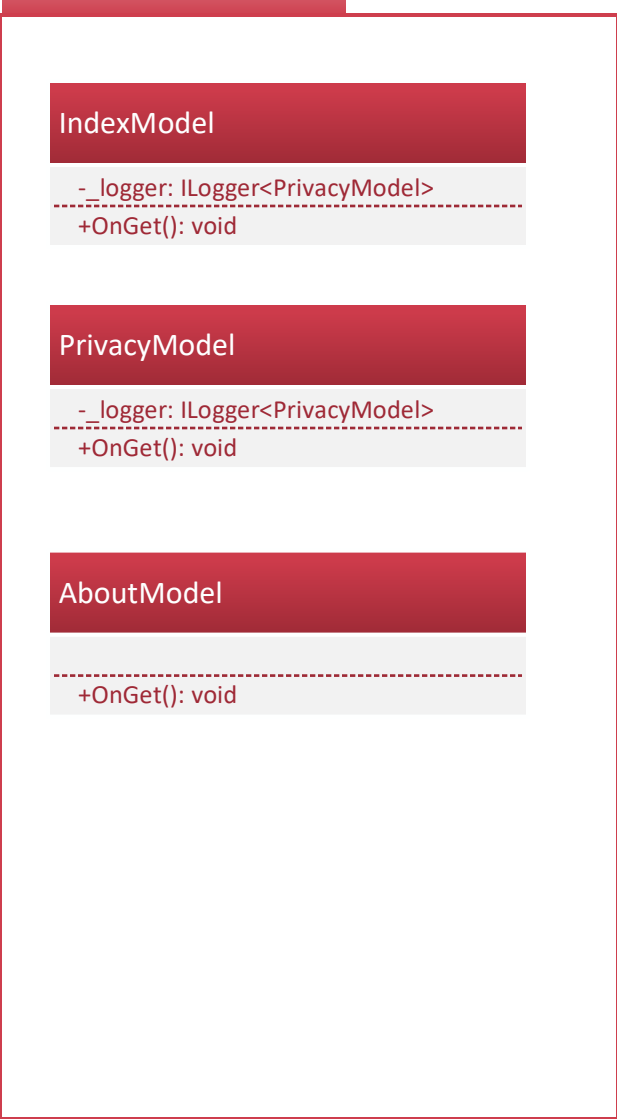 IndexModel
-_logger: ILogger<PrivacyModel>
+OnGet(): void
PrivacyModel
-_logger: ILogger<PrivacyModel>
+OnGet(): void
AboutModel
+OnGet(): void